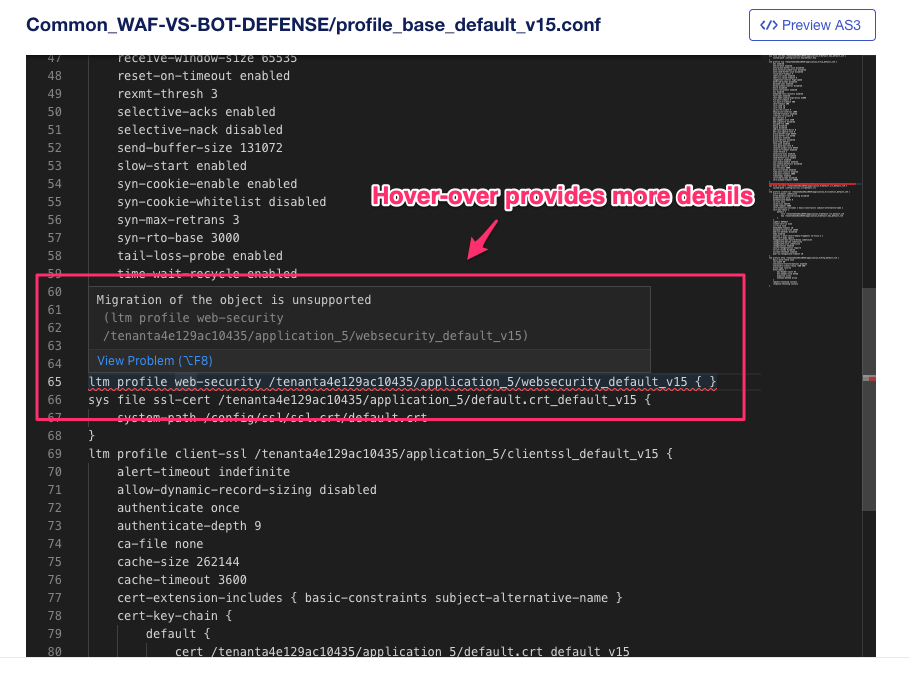 Common_WAF-VS-BOT-DEFENSE/profile_base_default_v15.conf
</> Preview AS3
47 receive-window-size 65535
48 reset-on-timeout enabled
49 rexmt-thresh 3
50 selective-acks enabled
51 selective-nack disabled
52 send-buffer-size 131072
53 slow-start enabled
54 syn-cookie-enable enabled
55 syn-cookie-whitelist disabled
Hover-over provides more details
56 syn-max-retrans 3
57 syn-rto-base 3000
58 tail-loss-probe enabled
59 time-wait-recycle enabled
60
Migration of the object is unsupported
61
(ltm profile web-security
62
/tenanta4e129ac10435/application_5/websecurity_default_v15)
63
64
View Problem (⌥F8)
65 ltm profile web-security /tenanta4e129ac10435/application_5/websecurity_default_v15 { }
66 sys file ssl-cert /tenanta4e129ac10435/application_5/default.crt_default_v15 {
67 system-path /config/ssl/ssl.crt/default.crt
68 }
69 ltm profile client-ssl /tenanta4e129ac10435/application_5/clientssl_default_v15 {
70 alert-timeout indefinite
71 allow-dynamic-record-sizing disabled
72 authenticate once
73 authenticate-depth 9
74 ca-file none
75 cache-size 262144
76 cache-timeout 3600
77 cert-extension-includes { basic-constraints subject-alternative-name }
78 cert-key-chain {
79 default {
80 cert /tenanta4e129ac10435/application_5/default.crt_default_v15